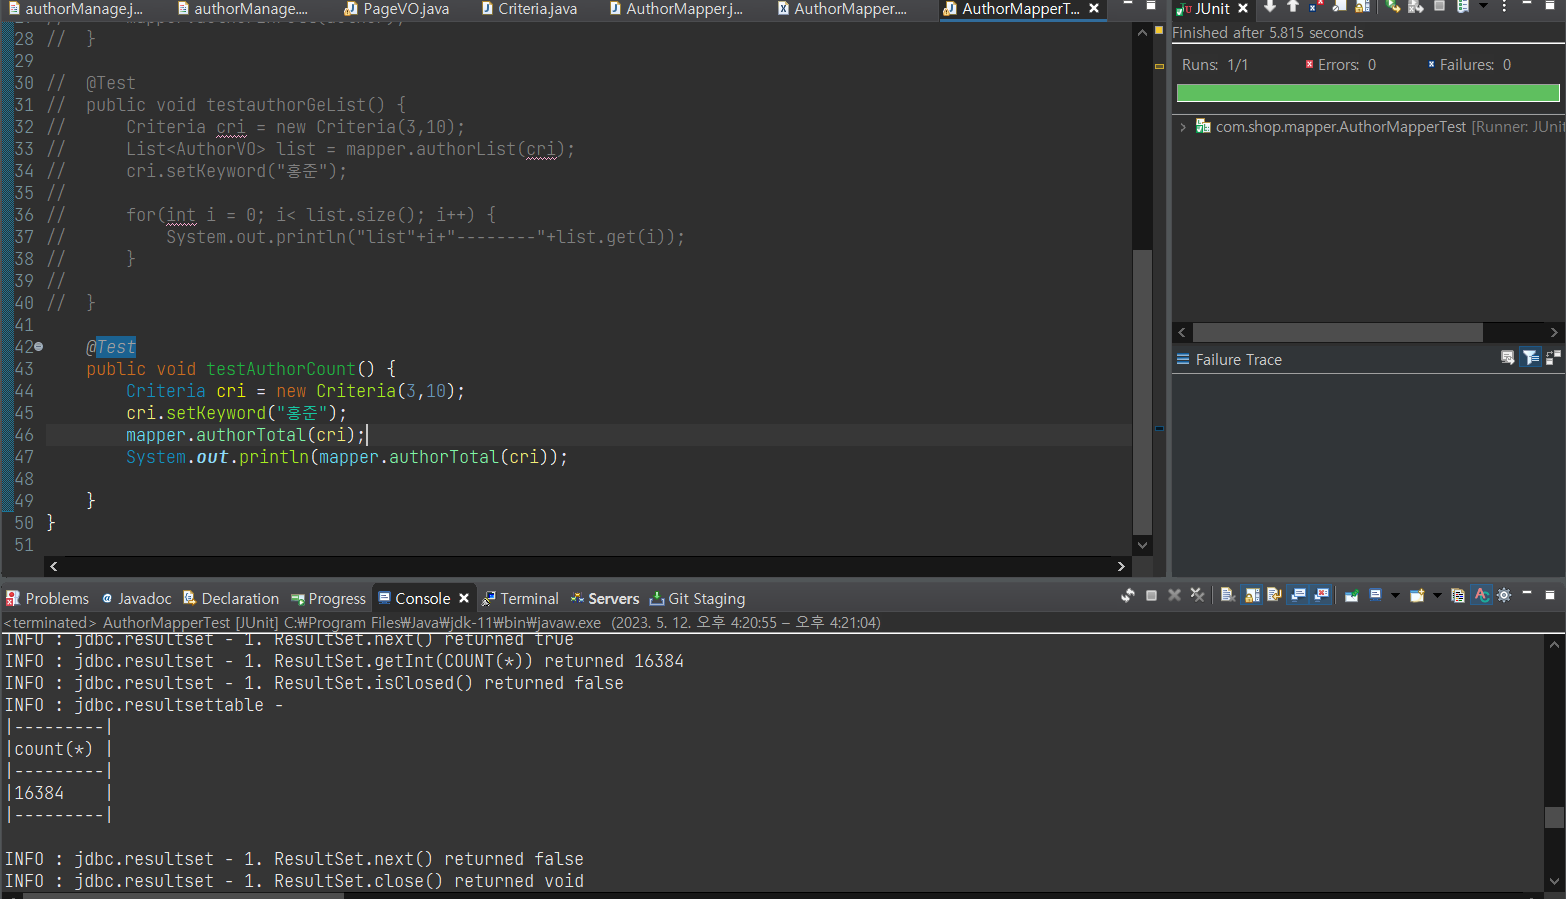 authorManage.j... authorManage.... PageVO.java Criteria.java AuthorMapper.j... AuthorMapper.... AuthorMapperT...
JUnit
Finished after 5.815 seconds
Runs: 1/1 Errors: 0 Failures: 0
com.shop.mapper.AuthorMapperTest [Runner: JUnit
Failure Trace
28 //  }
29
30 //  @Test
31 //  public void testauthorGeList() {
32 //      Criteria cri = new Criteria(3,10);
33 //      List<AuthorVO> list = mapper.authorList(cri);
34 //      cri.setKeyword("홍준");
35 //
36 //      for(int i = 0; i< list.size(); i++) {
37 //          System.out.println("list"+i+"--------"+list.get(i));
38 //      }
39 //
40 //  }
41
42     @Test
43     public void testAuthorCount() {
44         Criteria cri = new Criteria(3,10);
45         cri.setKeyword("홍준");
46         mapper.authorTotal(cri);
47         System.out.println(mapper.authorTotal(cri));
48
49     }
50 }
51
Problems Javadoc Declaration Progress Console Terminal Servers Git Staging
<terminated> AuthorMapperTest [JUnit] C:₩Program Files₩Java₩jdk-11₩bin₩javaw.exe (2023. 5. 12. 오후 4:20:55 – 오후 4:21:04)
INFO : jdbc.resultset - 1. ResultSet.next() returned true
INFO : jdbc.resultset - 1. ResultSet.getInt(COUNT(*)) returned 16384
INFO : jdbc.resultset - 1. ResultSet.isClosed() returned false
INFO : jdbc.resultsettable -
|---------|
|count(*) |
|---------|
|16384    |
|---------|
INFO : jdbc.resultset - 1. ResultSet.next() returned false
INFO : jdbc.resultset - 1. ResultSet.close() returned void